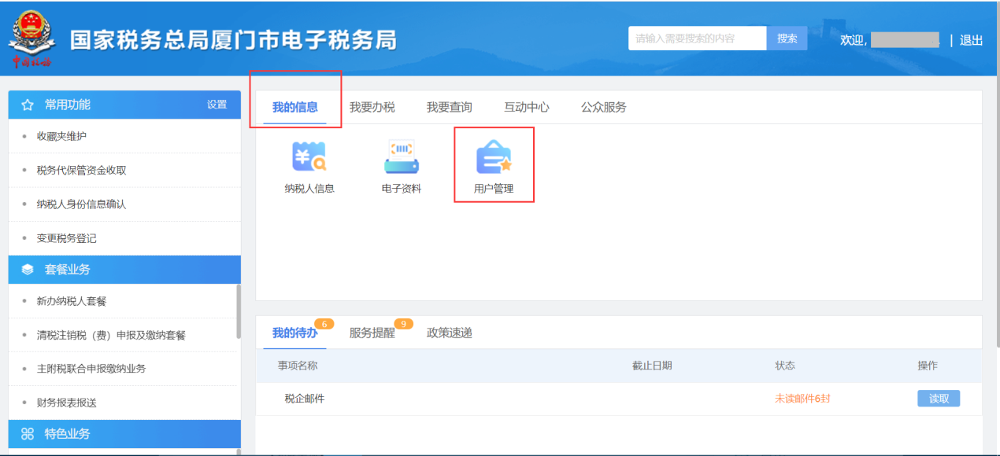 国家税务总局厦门市电子税务局
中国税务
请输入需要搜索的内容 搜索
欢迎, | 退出
常用功能 设置
收藏夹维护
税务代保管资金收取
纳税人身份信息确认
变更税务登记
套餐业务
新办纳税人套餐
清税注销税（费）申报及缴纳套餐
主附税联合申报缴纳业务
财务报表报送
特色业务
我的信息 我要办税 我要查询 互动中心 公众服务
纳税人信息 电子资料 用户管理
我的待办 6 服务提醒 9 政策速递
事项名称 截止日期 状态 操作
税企邮件 未读邮件6封 读取